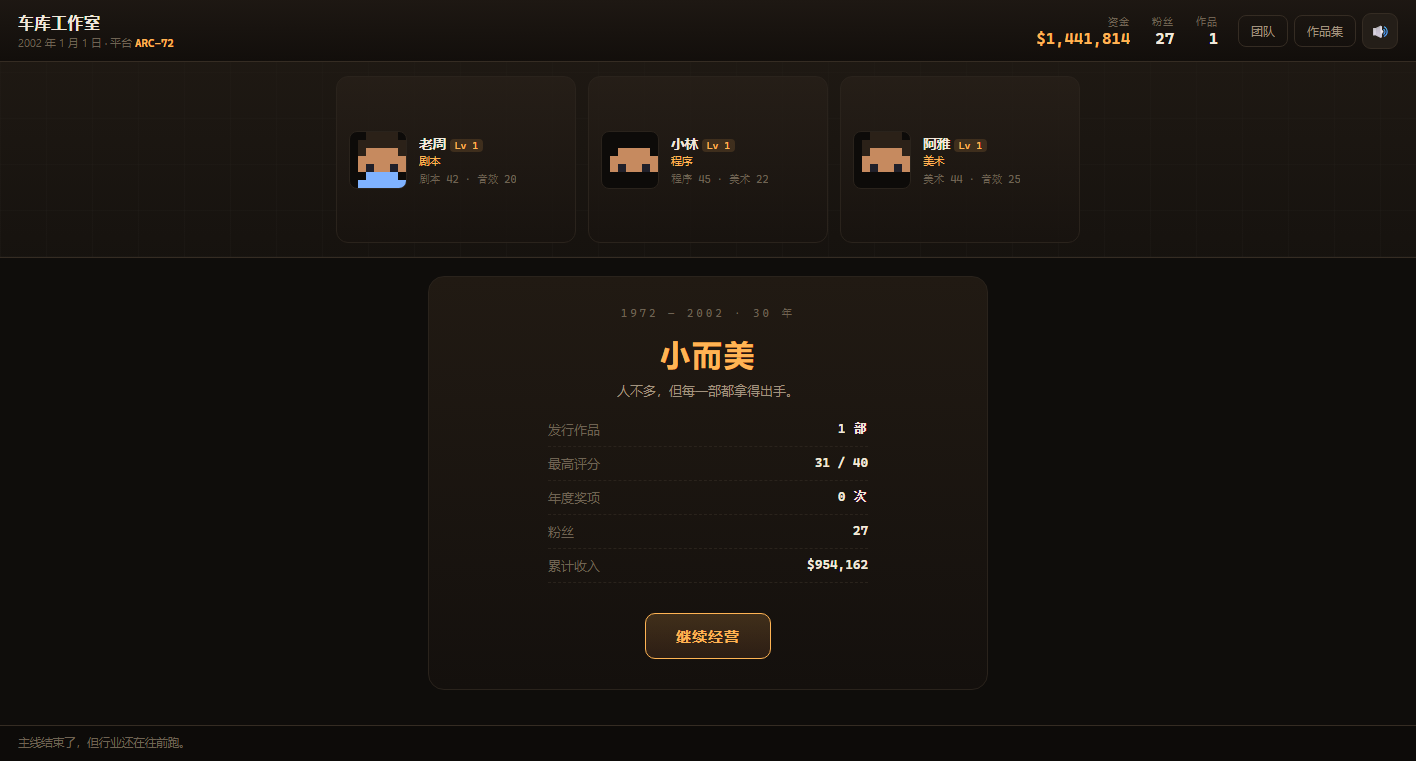 车库工作室
2002 年 1 月 1 日 · 平台 ARC-72
资金
$1,441,814
粉丝
27
作品
1
团队
作品集
老周 Lv 1
剧本
剧本 42 · 音效 20
小林 Lv 1
程序
程序 45 · 美术 22
阿雅 Lv 1
美术
美术 44 · 音效 25
1972 — 2002 · 30 年
小而美
人不多，但每一部都拿得出手。
发行作品 1 部
最高评分 31 / 40
年度奖项 0 次
粉丝 27
累计收入 $954,162
继续经营
主线结束了，但行业还在往前跑。